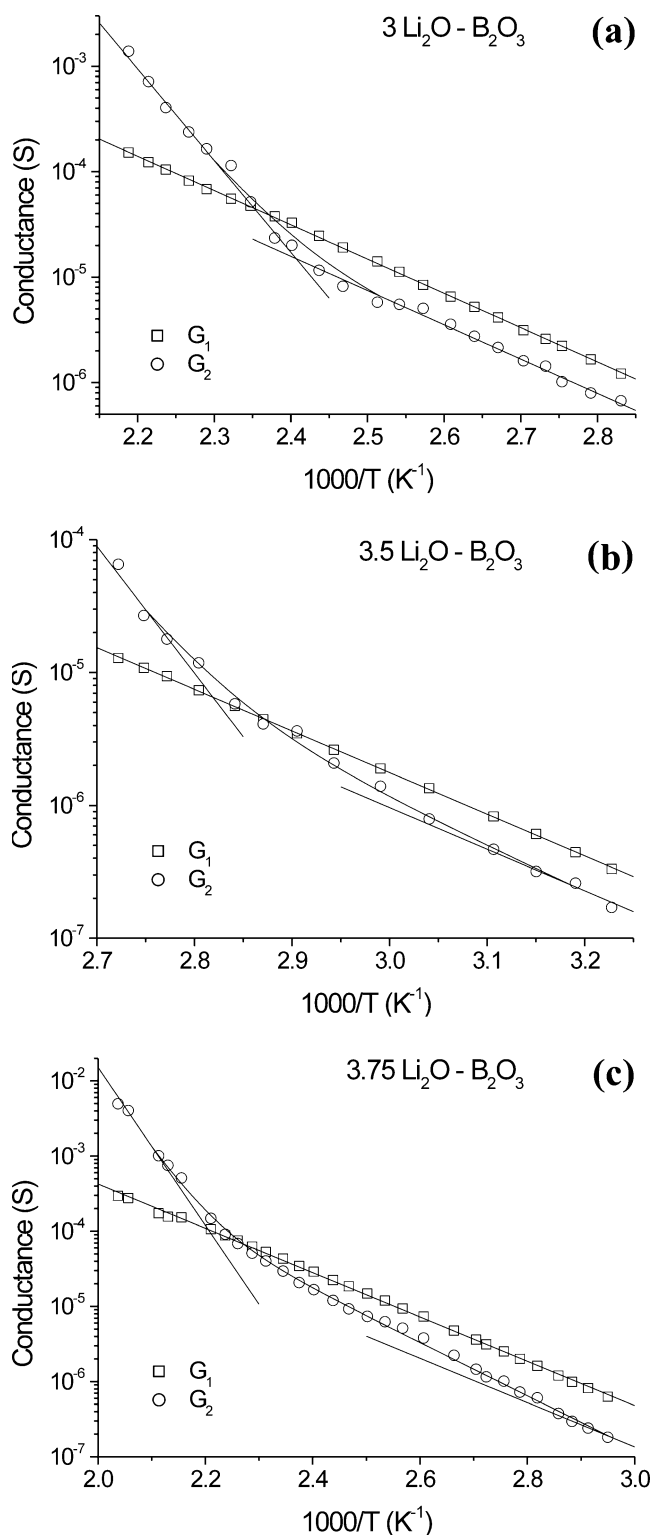 3 Li₂O - B₂O₃ (a)
10⁻³
10⁻⁴
10⁻⁵
10⁻⁶
Conductance (S)
G₁
G₂
2.2 2.3 2.4 2.5 2.6 2.7 2.8
1000/T (K⁻¹)
3.5 Li₂O - B₂O₃ (b)
10⁻⁴
10⁻⁵
10⁻⁶
10⁻⁷
Conductance (S)
G₁
G₂
2.7 2.8 2.9 3.0 3.1 3.2
1000/T (K⁻¹)
3.75 Li₂O - B₂O₃ (c)
10⁻²
10⁻³
10⁻⁴
10⁻⁵
10⁻⁶
10⁻⁷
Conductance (S)
G₁
G₂
2.0 2.2 2.4 2.6 2.8 3.0
1000/T (K⁻¹)